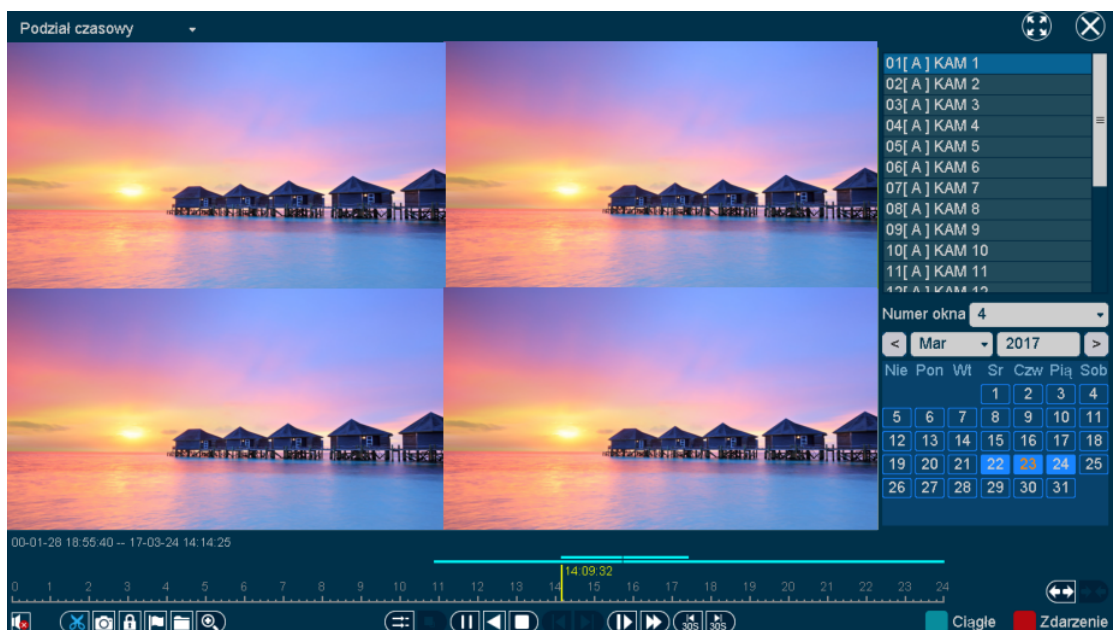 Podział czasowy
01[ A ] KAM 1
02[ A ] KAM 2
03[ A ] KAM 3
04[ A ] KAM 4
05[ A ] KAM 5
06[ A ] KAM 6
07[ A ] KAM 7
08[ A ] KAM 8
09[ A ] KAM 9
10[ A ] KAM 10
11[ A ] KAM 11
12[ A ] KAM 12
Numer okna 4
< Mar 2017 >
Nie Pon Wt Sr Czw Pią Sob
1 2 3 4
5 6 7 8 9 10 11
12 13 14 15 16 17 18
19 20 21 22 23 24 25
26 27 28 29 30 31
00-01-28 18:55:40 -- 17-03-24 14:14:25
14:09:32
0 1 2 3 4 5 6 7 8 9 10 11 12 13 14 15 16 17 18 19 20 21 22 23 24
30S 30S Ciągłe Zdarzenie